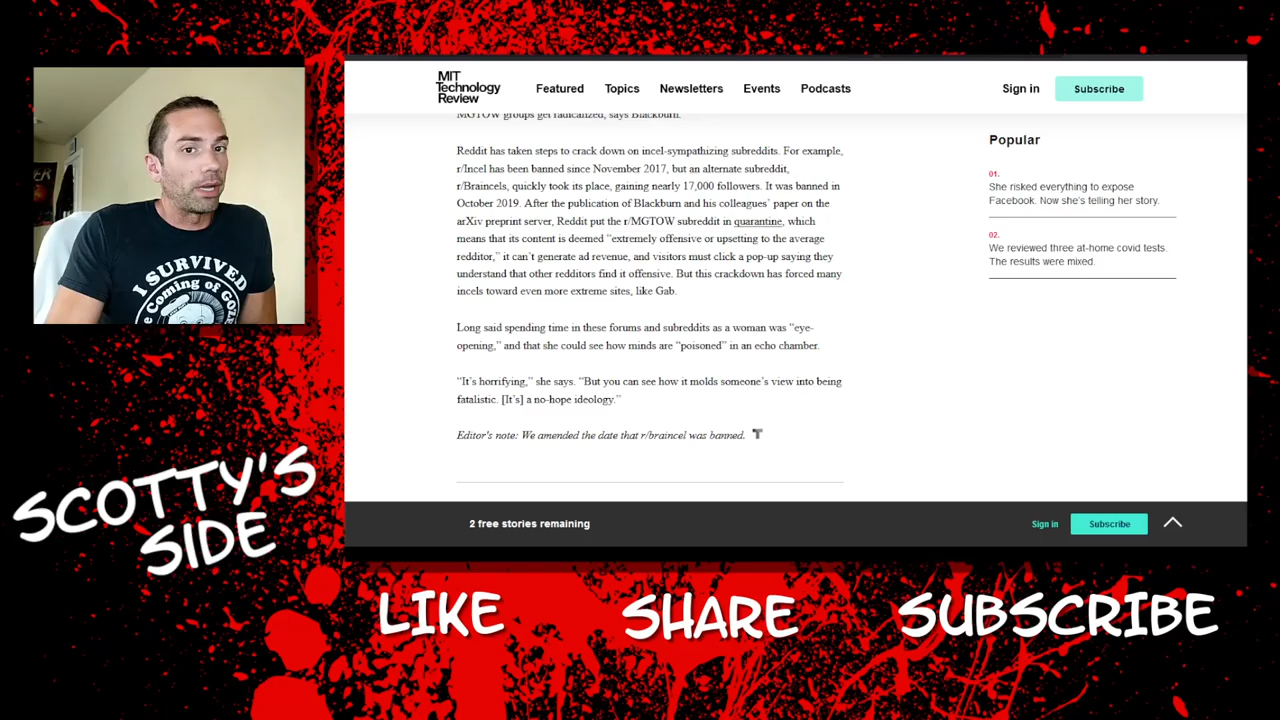 I SURVIVED
Coming of
SCOTTY'S
SIDE
MIT
Technology
Review
Featured
Topics
Newsletters
Events
Podcasts
Sign in
Subscribe
MGTOW groups get radicalized, says Blackburn.
Reddit has taken steps to crack down on incel-sympathizing subreddits. For example,
r/Incel has been banned since November 2017, but an alternate subreddit,
r/Braincels, quickly took its place, gaining nearly 17,000 followers. It was banned in
October 2019. After the publication of Blackburn and his colleagues’ paper on the
arXiv preprint server, Reddit put the r/MGTOW subreddit in quarantine, which
means that its content is deemed “extremely offensive or upsetting to the average
redditor,” it can’t generate ad revenue, and visitors must click a pop-up saying they
understand that other redditors find it offensive. But this crackdown has forced many
incels toward even more extreme sites, like Gab.
Long said spending time in these forums and subreddits as a woman was “eye-
opening,” and that she could see how minds are “poisoned” in an echo chamber.
“It’s horrifying,” she says. “But you can see how it molds someone’s view into being
fatalistic. [It’s] a no-hope ideology.”
Editor's note: We amended the date that r/braincel was banned.
Popular
01.
She risked everything to expose
Facebook. Now she’s telling her story.
02.
We reviewed three at-home covid tests.
The results were mixed.
2 free stories remaining
Sign in
Subscribe
LIKE
SHARE
SUBSCRIBE